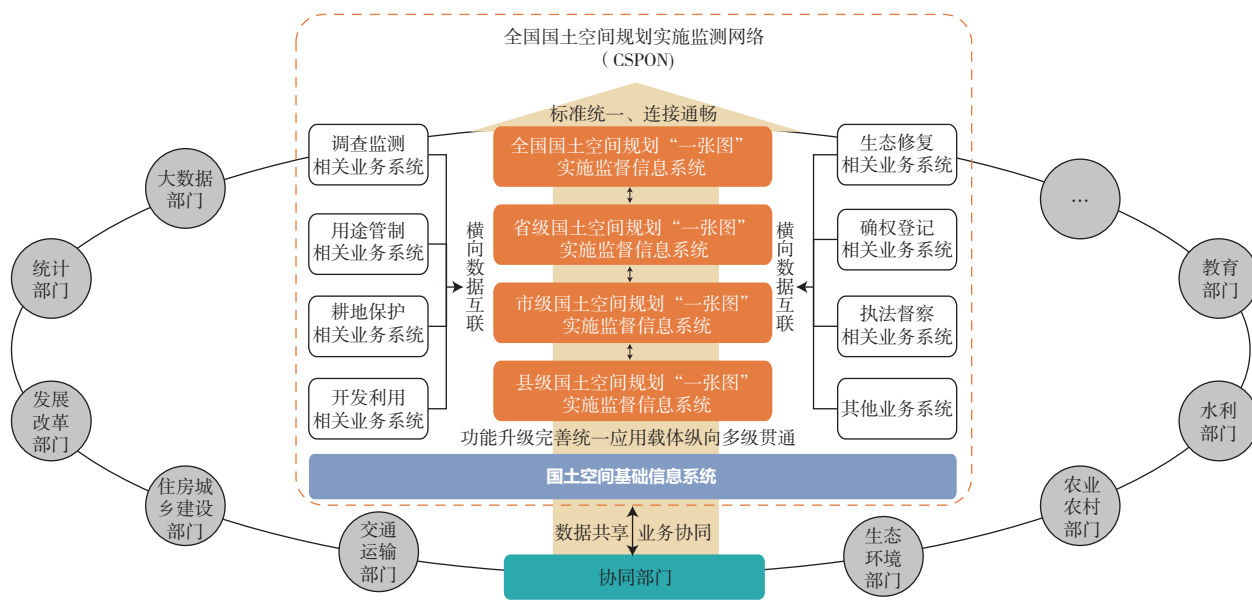 全国国土空间规划实施监测网络
（CSPON）
标准统一、连接通畅
调查监测
相关业务系统
用途管制
相关业务系统
耕地保护
相关业务系统
开发利用
相关业务系统
横向数据互联
全国国土空间规划“一张图”
实施监督信息系统
省级国土空间规划“一张图”
实施监督信息系统
市级国土空间规划“一张图”
实施监督信息系统
县级国土空间规划“一张图”
实施监督信息系统
横向数据互联
生态修复
相关业务系统
确权登记
相关业务系统
执法督察
相关业务系统
其他业务系统
功能升级完善统一应用载体纵向多级贯通
国土空间基础信息系统
数据共享
业务协同
协同部门
大数据
部门
统计
部门
发展
改革
部门
住房城
乡建设
部门
交通
运输
部门
生态
环境
部门
农业
农村
部门
水利
部门
教育
部门
…